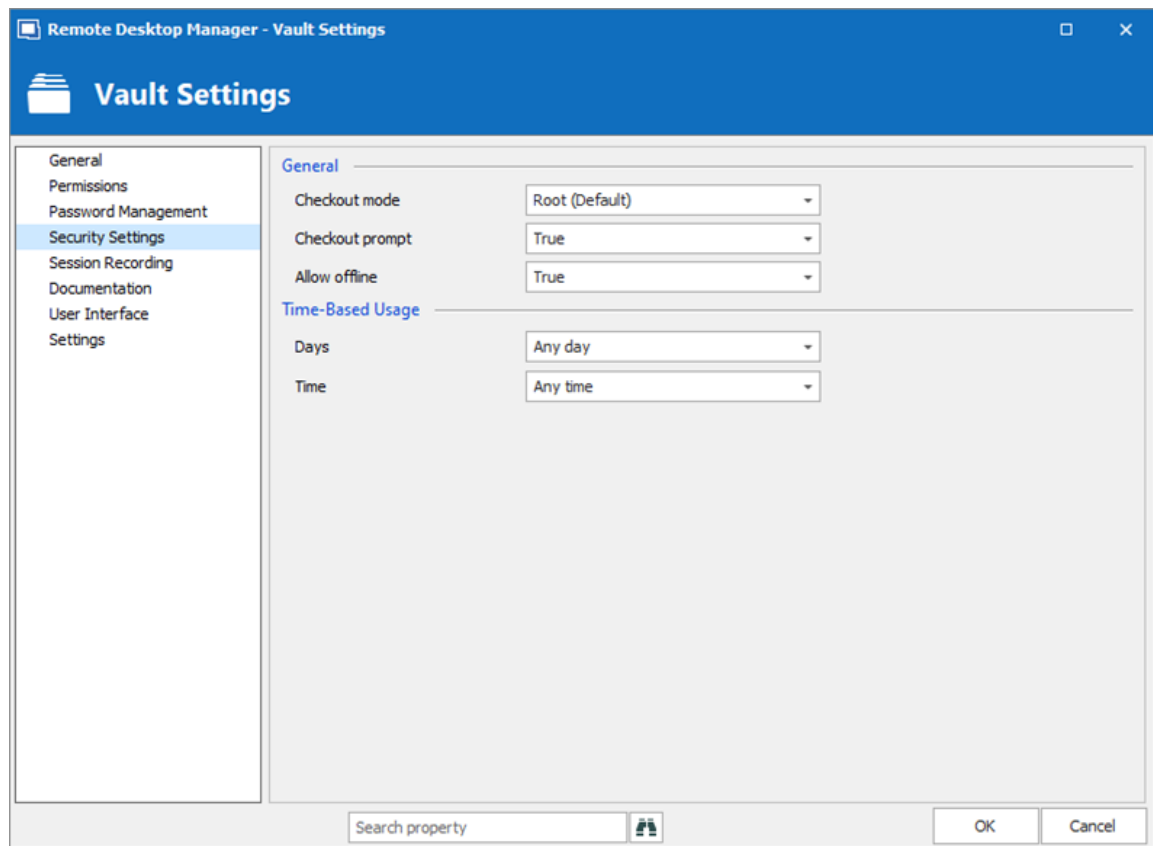 Remote Desktop Manager - Vault Settings
Vault Settings
General
Permissions
Password Management
Security Settings
Session Recording
Documentation
User Interface
Settings
General
Checkout mode Root (Default)
Checkout prompt True
Allow offline True
Time-Based Usage
Days Any day
Time Any time
Search property
OK Cancel